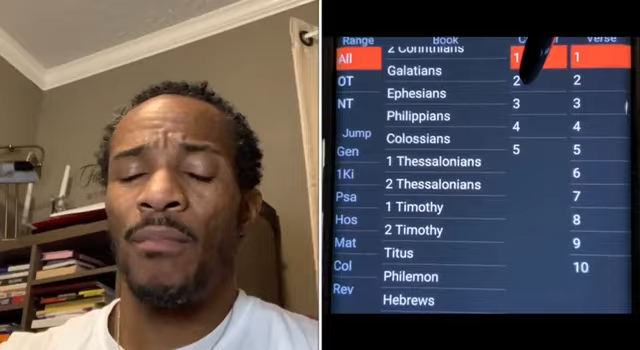 Range Book Verse
2 Corinthians
All 1 1
Galatians
OT 2 2
Ephesians
NT 3 3
Philippians
4 4
Jump
Colossians
Gen 5 5
1 Thessalonians
1Ki 6
2 Thessalonians
Psa 7
1 Timothy
Hos 8
2 Timothy
Mat 9
Titus
Col 10
Philemon
Rev
Hebrews